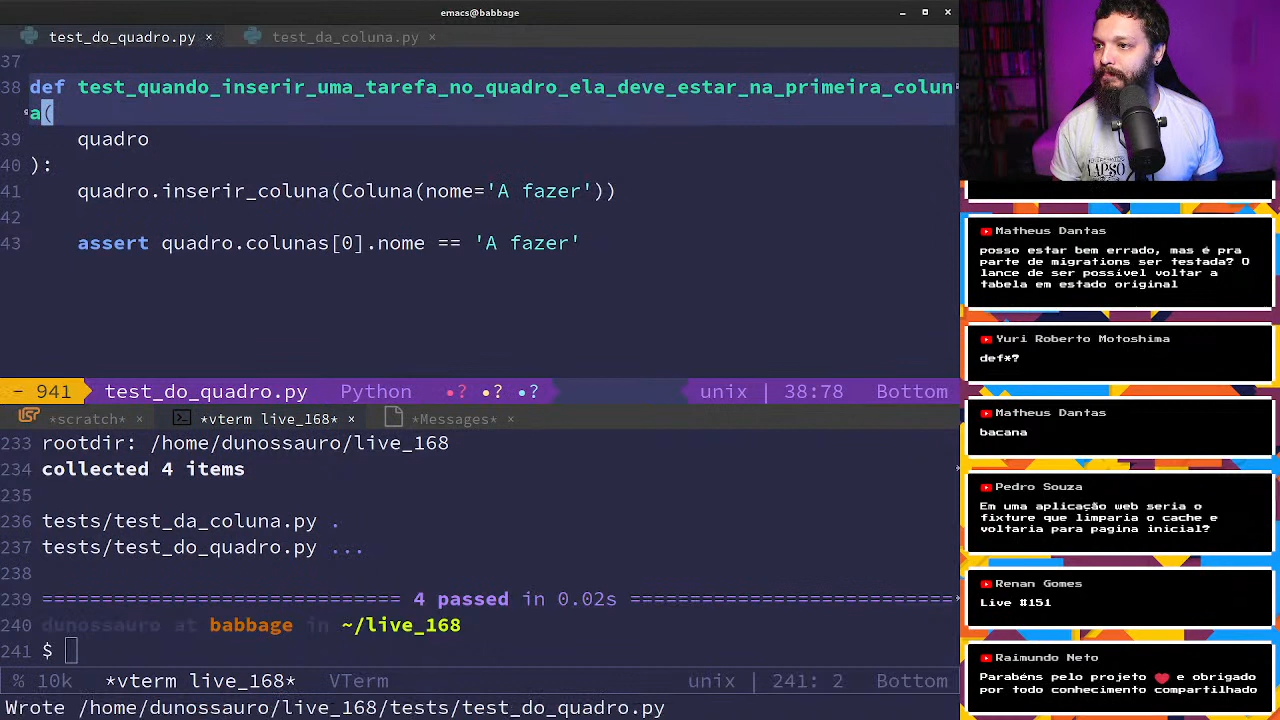 emacs@babbage
test_do_quadro.py × test_da_coluna.py ×
37
38 def test_quando_inserir_uma_tarefa_no_quadro_ela_deve_estar_na_primeira_colun
a(
39 quadro
40 ):
41 quadro.inserir_coluna(Coluna(nome='A fazer'))
42
43 assert quadro.colunas[0].nome == 'A fazer'
- 941 test_do_quadro.py Python •? •? •? unix | 38:78 Bottom
*scratch* × *vterm live_168* × *Messages* ×
233 rootdir: /home/dunossauro/live_168
234 collected 4 items
235
236 tests/test_da_coluna.py .
237 tests/test_do_quadro.py ...
238
239 ============================== 4 passed in 0.02s ===========================
240 dunossauro at babbage in ~/live_168
241 $
% 10k *vterm live_168* VTerm unix | 241: 2 Bottom
Wrote /home/dunossauro/live_168/tests/test_do_quadro.py
LAPSO
Matheus Dantas
posso estar bem errado, mas é pra
parte de migrations ser testada? O
lance de ser possivel voltar a
tabela em estado original
Yuri Roberto Motoshima
def*?
Matheus Dantas
bacana
Pedro Souza
Em uma aplicação web seria o
fixture que limparia o cache e
voltaria para pagina inicial?
Renan Gomes
Live #151
Raimundo Neto
Parabéns pelo projeto ❤ e obrigado
por todo conhecimento compartilhado